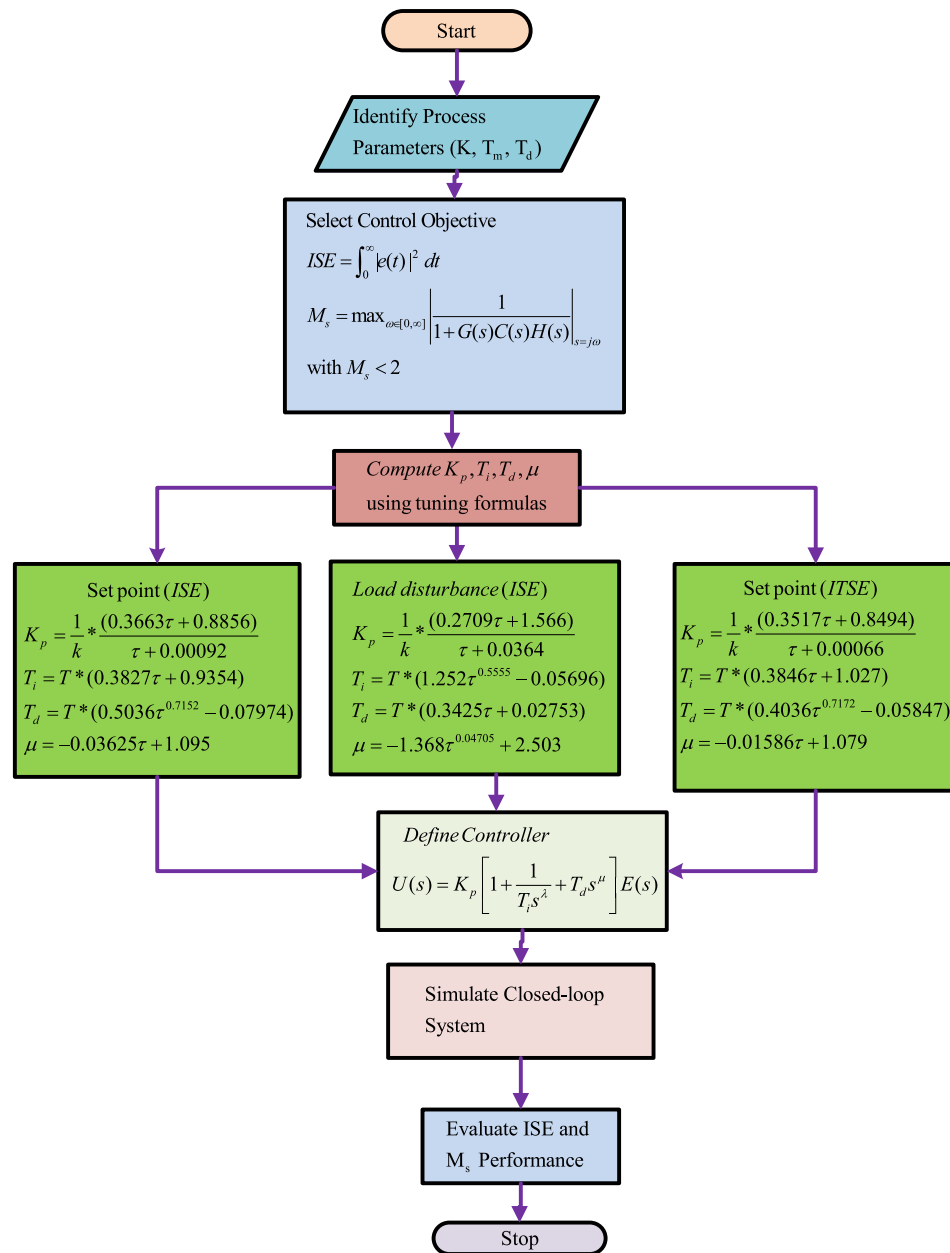 Start
Identify Process
Parameters (K, T_m, T_d)
Select Control Objective
ISE = ∫_0^∞ |e(t)|^2 dt
M_s = max_{ω∈[0,∞]} |1/(1+G(s)C(s)H(s))|_{s=jω}
with M_s < 2
Compute K_p, T_i, T_d, μ
using tuning formulas
Set point (ISE)
K_p = 1/k * (0.3663τ + 0.8856)/(τ + 0.00092)
T_i = T * (0.3827τ + 0.9354)
T_d = T * (0.5036τ^0.7152 − 0.07974)
μ = −0.03625τ + 1.095
Load disturbance (ISE)
K_p = 1/k * (0.2709τ + 1.566)/(τ + 0.0364)
T_i = T * (1.252τ^0.5555 − 0.05696)
T_d = T * (0.3425τ + 0.02753)
μ = −1.368τ^0.04705 + 2.503
Set point (ITSE)
K_p = 1/k * (0.3517τ + 0.8494)/(τ + 0.00066)
T_i = T * (0.3846τ + 1.027)
T_d = T * (0.4036τ^0.7172 − 0.05847)
μ = −0.01586τ + 1.079
Define Controller
U(s) = K_p [1 + 1/(T_i s^λ) + T_d s^μ] E(s)
Simulate Closed-loop
System
Evaluate ISE and
M_s Performance
Stop